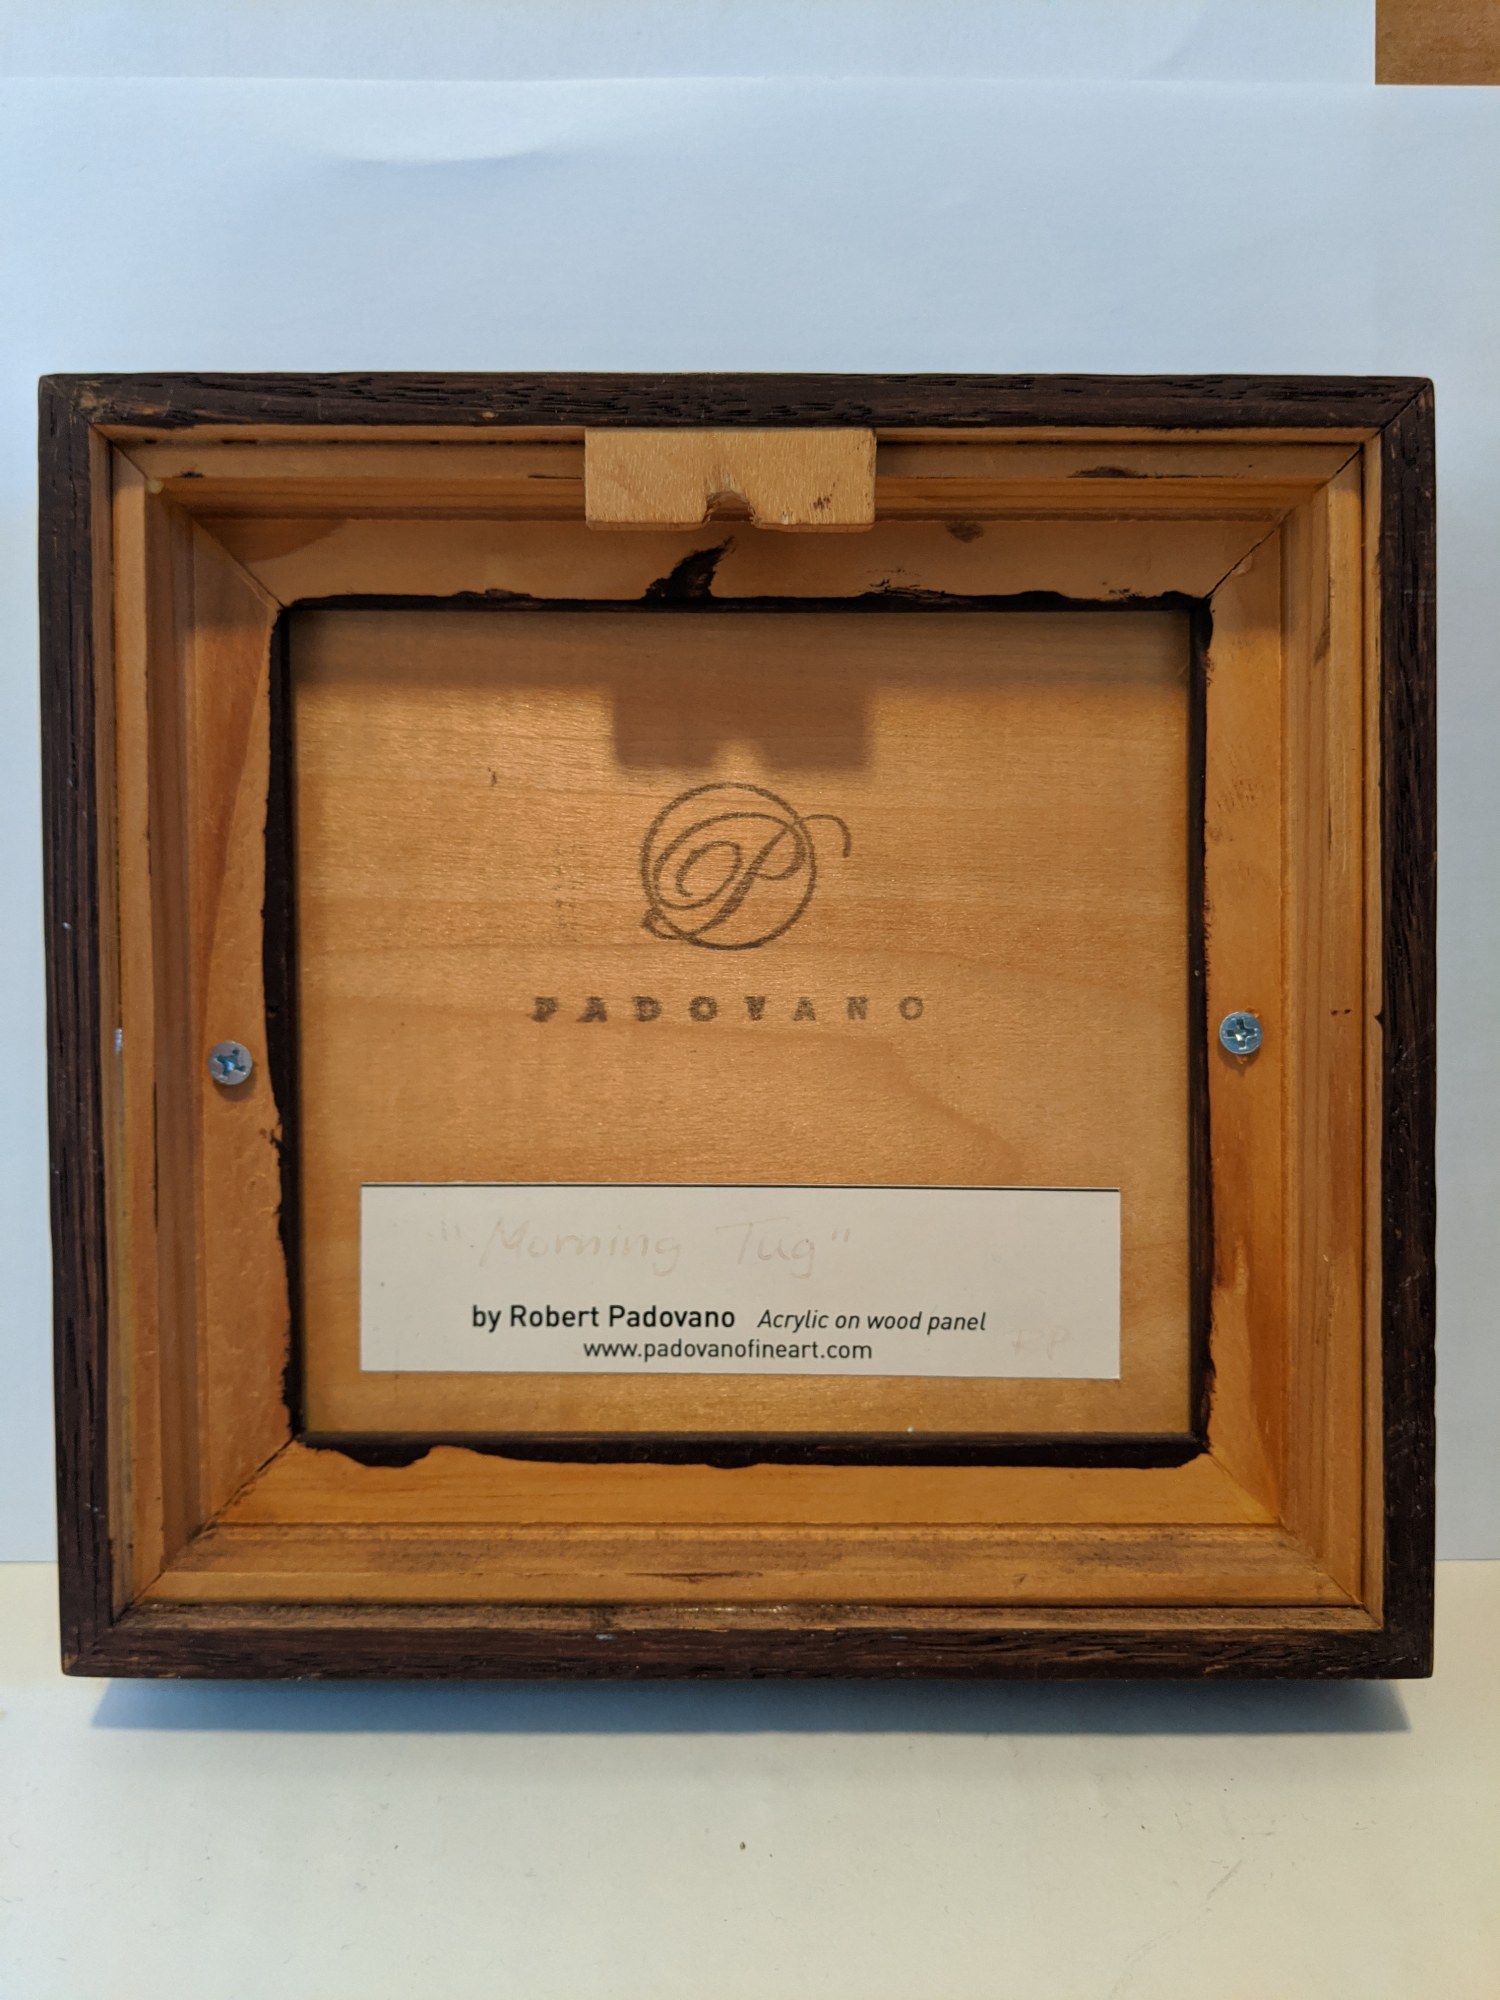 P
PADOVANO
"Morning Tug"
by Robert Padovano Acrylic on wood panel
www.padovanofineart.com